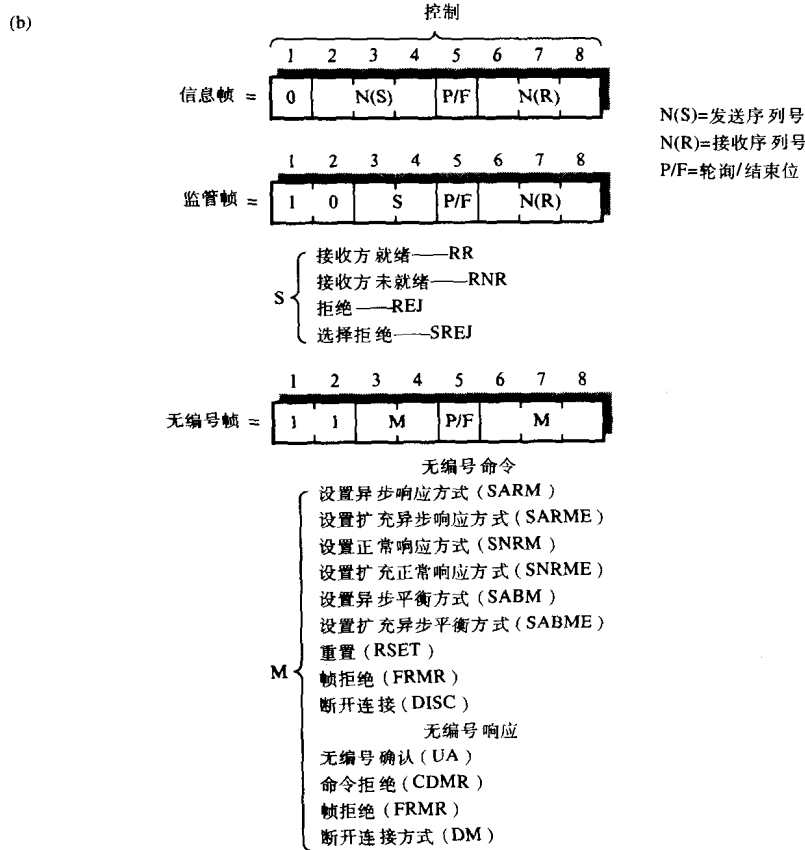 (b)
控制
1 2 3 4 5 6 7 8
信息帧 = 0 N(S) P/F N(R)
N(S)=发送序列号
N(R)=接收序列号
P/F=轮询/结束位
1 2 3 4 5 6 7 8
监管帧 = 1 0 S P/F N(R)
S
接收方就绪——RR
接收方未就绪——RNR
拒绝——REJ
选择拒绝——SREJ
1 2 3 4 5 6 7 8
无编号帧 = 1 1 M P/F M
无编号命令
M
设置异步响应方式(SARM)
设置扩充异步响应方式(SARME)
设置正常响应方式(SNRM)
设置扩充正常响应方式(SNRME)
设置异步平衡方式(SABM)
设置扩充异步平衡方式(SABME)
重置(RSET)
帧拒绝(FRMR)
断开连接(DISC)
无编号响应
无编号确认(UA)
命令拒绝(CDMR)
帧拒绝(FRMR)
断开连接方式(DM)